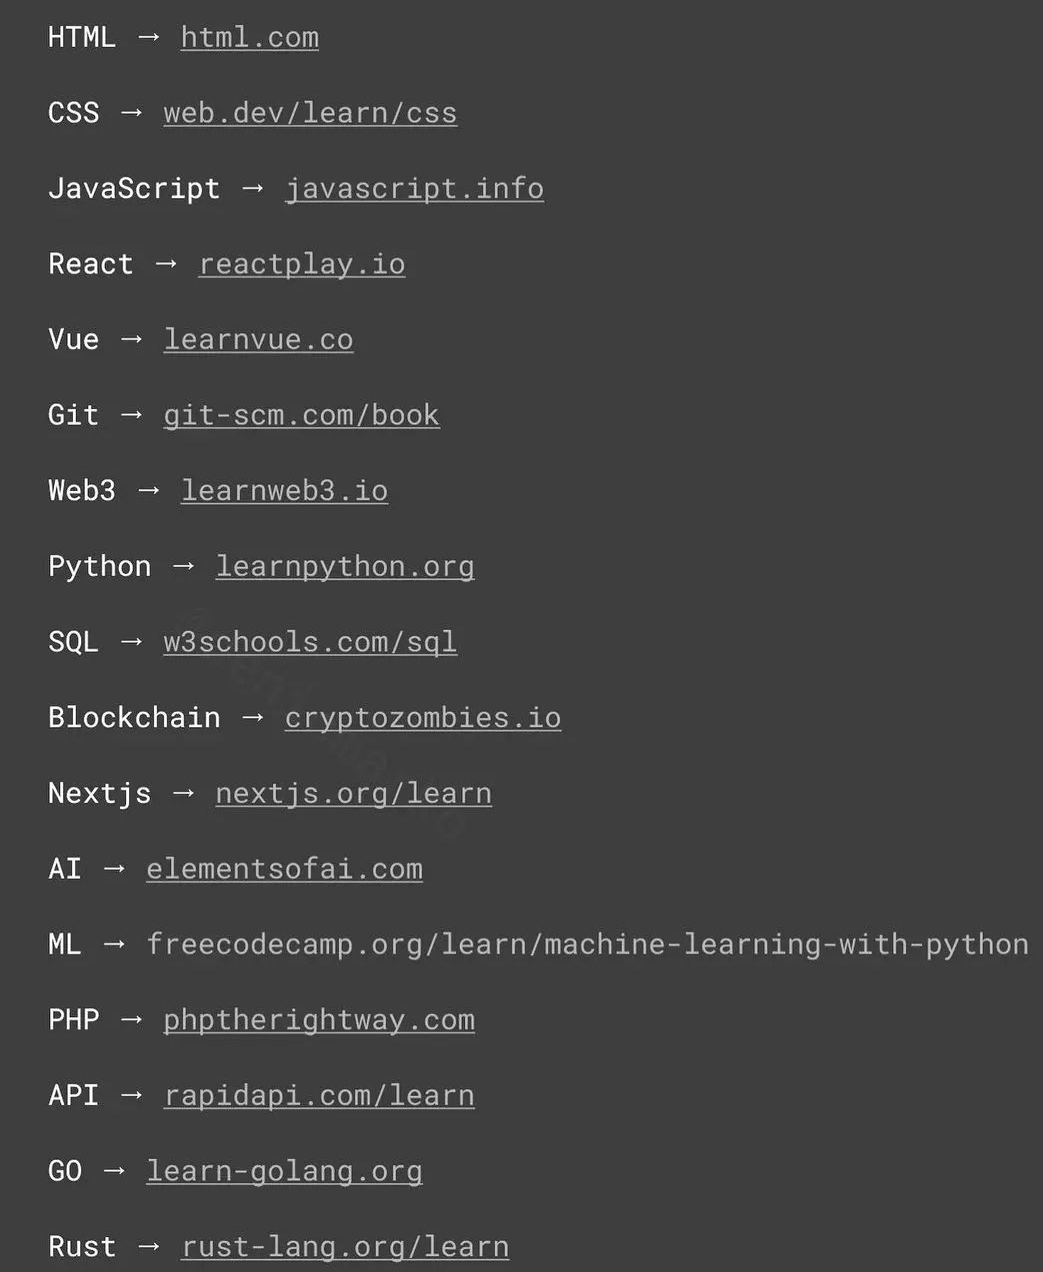 HTML → html.com
CSS → web.dev/learn/css
JavaScript → javascript.info
React → reactplay.io
Vue → learnvue.co
Git → git-scm.com/book
Web3 → learnweb3.io
Python → learnpython.org
SQL → w3schools.com/sql
Blockchain → cryptozombies.io
Nextjs → nextjs.org/learn
AI → elementsofai.com
ML → freecodecamp.org/learn/machine-learning-with-python
PHP → phptherightway.com
API → rapidapi.com/learn
GO → learn-golang.org
Rust → rust-lang.org/learn